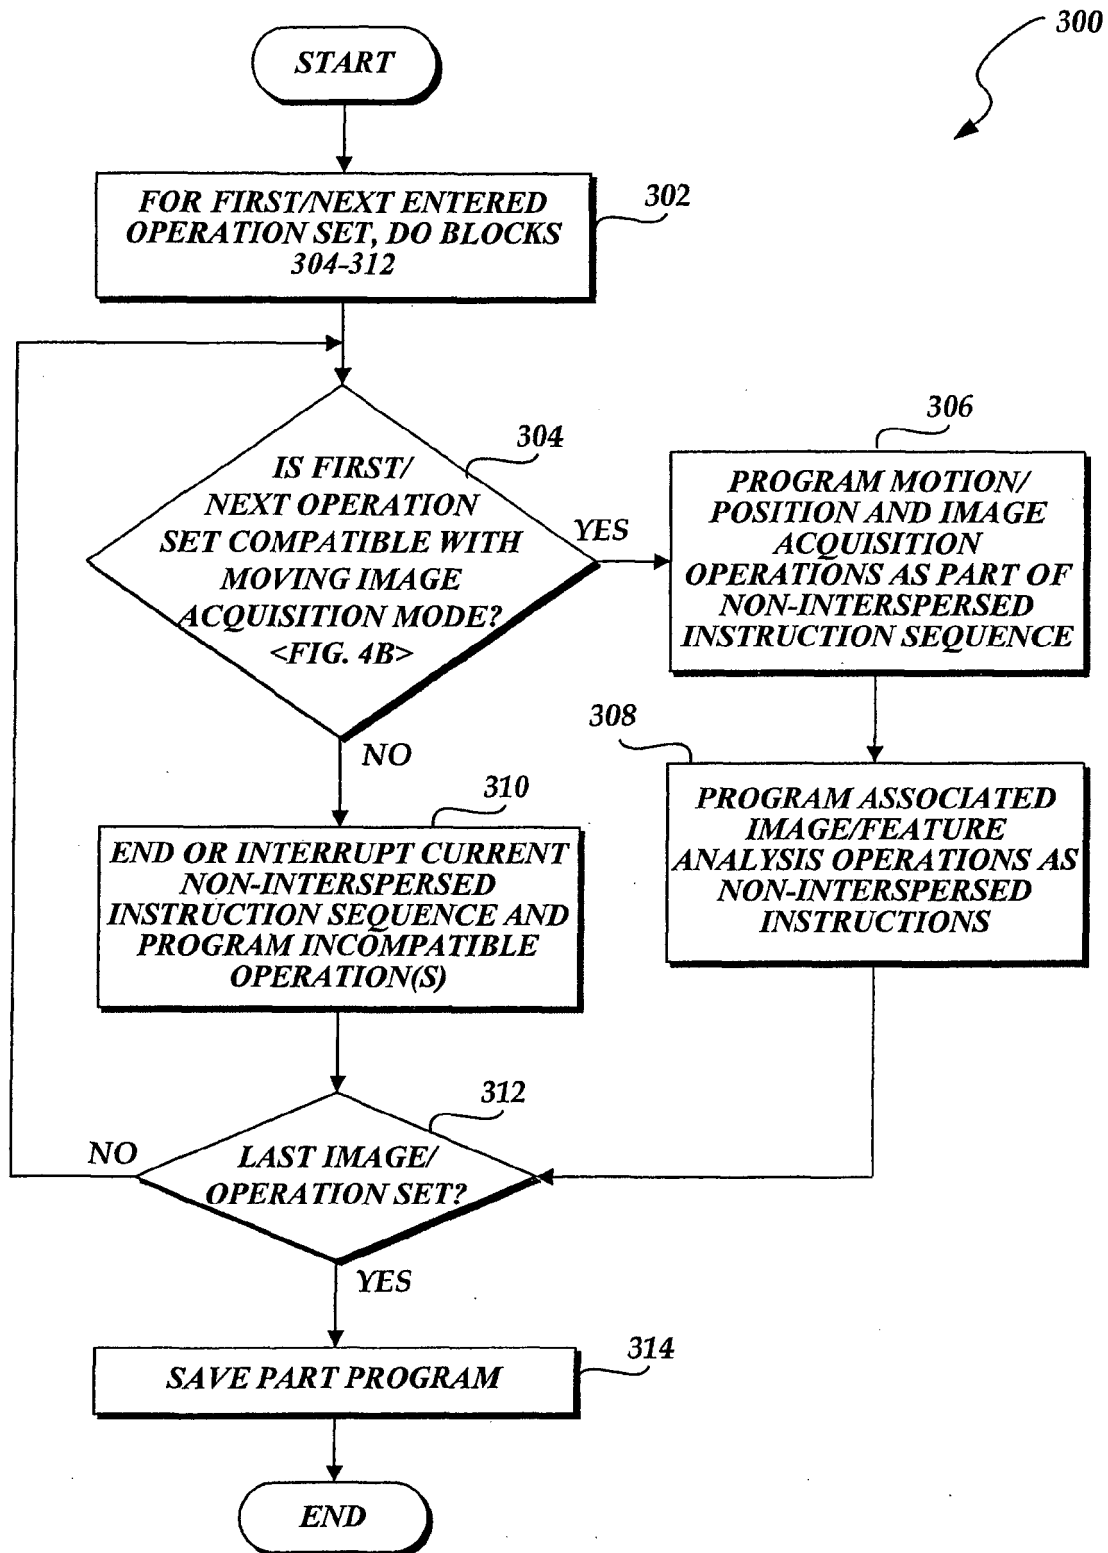 300
START
302
FOR FIRST/NEXT ENTERED
OPERATION SET, DO BLOCKS
304-312
304
IS FIRST/
NEXT OPERATION
SET COMPATIBLE WITH
MOVING IMAGE
ACQUISITION MODE?
<FIG. 4B>
YES
306
PROGRAM MOTION/
POSITION AND IMAGE
ACQUISITION
OPERATIONS AS PART OF
NON-INTERSPERSED
INSTRUCTION SEQUENCE
NO
308
PROGRAM ASSOCIATED
IMAGE/FEATURE
ANALYSIS OPERATIONS AS
NON-INTERSPERSED
INSTRUCTIONS
310
END OR INTERRUPT CURRENT
NON-INTERSPERSED
INSTRUCTION SEQUENCE AND
PROGRAM INCOMPATIBLE
OPERATION(S)
312
NO
LAST IMAGE/
OPERATION SET?
YES
314
SAVE PART PROGRAM
END